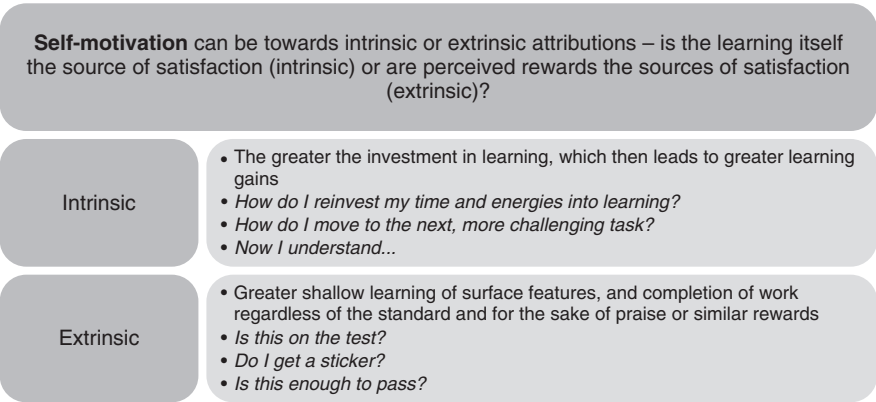 Self-motivation can be towards intrinsic or extrinsic attributions – is the learning itself
the source of satisfaction (intrinsic) or are perceived rewards the sources of satisfaction
(extrinsic)?
Intrinsic
• The greater the investment in learning, which then leads to greater learning
gains
• How do I reinvest my time and energies into learning?
• How do I move to the next, more challenging task?
• Now I understand...
Extrinsic
• Greater shallow learning of surface features, and completion of work
regardless of the standard and for the sake of praise or similar rewards
• Is this on the test?
• Do I get a sticker?
• Is this enough to pass?